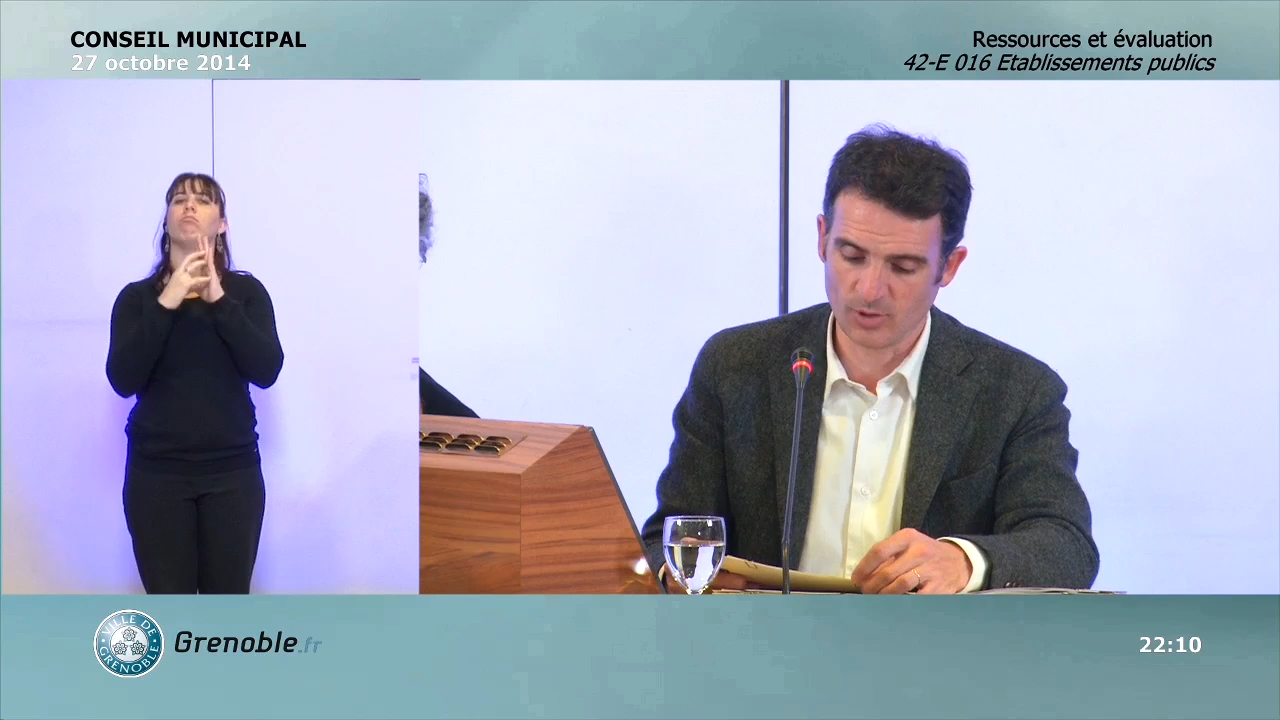 CONSEIL MUNICIPAL
27 octobre 2014
Ressources et évaluation
42-E 016 Etablissements publics
VILLE DE GRENOBLE
Grenoble.fr
22:10